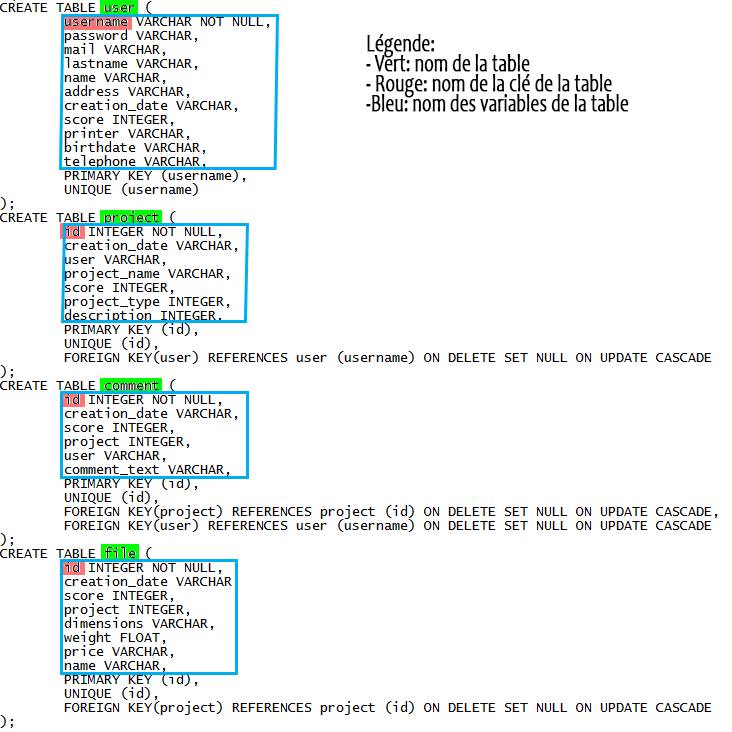 CREATE TABLE user (
username VARCHAR NOT NULL,
password VARCHAR,
mail VARCHAR,
lastname VARCHAR,
name VARCHAR,
address VARCHAR,
creation_date VARCHAR,
score INTEGER,
printer VARCHAR,
birthdate VARCHAR,
telephone VARCHAR,
PRIMARY KEY (username),
UNIQUE (username)
);
Légende:
- Vert: nom de la table
- Rouge: nom de la clé de la table
-Bleu: nom des variables de la table
CREATE TABLE project (
id INTEGER NOT NULL,
creation_date VARCHAR,
user VARCHAR,
project_name VARCHAR,
score INTEGER,
project_type INTEGER,
description INTEGER,
PRIMARY KEY (id),
UNIQUE (id),
FOREIGN KEY(user) REFERENCES user (username) ON DELETE SET NULL ON UPDATE CASCADE
);
CREATE TABLE comment (
id INTEGER NOT NULL,
creation_date VARCHAR,
score INTEGER,
project INTEGER,
user VARCHAR,
comment_text VARCHAR,
PRIMARY KEY (id),
UNIQUE (id),
FOREIGN KEY(project) REFERENCES project (id) ON DELETE SET NULL ON UPDATE CASCADE,
FOREIGN KEY(user) REFERENCES user (username) ON DELETE SET NULL ON UPDATE CASCADE
);
CREATE TABLE file (
id INTEGER NOT NULL,
creation_date VARCHAR
score INTEGER,
project INTEGER,
dimensions VARCHAR,
weight FLOAT,
price VARCHAR,
name VARCHAR,
PRIMARY KEY (id),
UNIQUE (id),
FOREIGN KEY(project) REFERENCES project (id) ON DELETE SET NULL ON UPDATE CASCADE
);